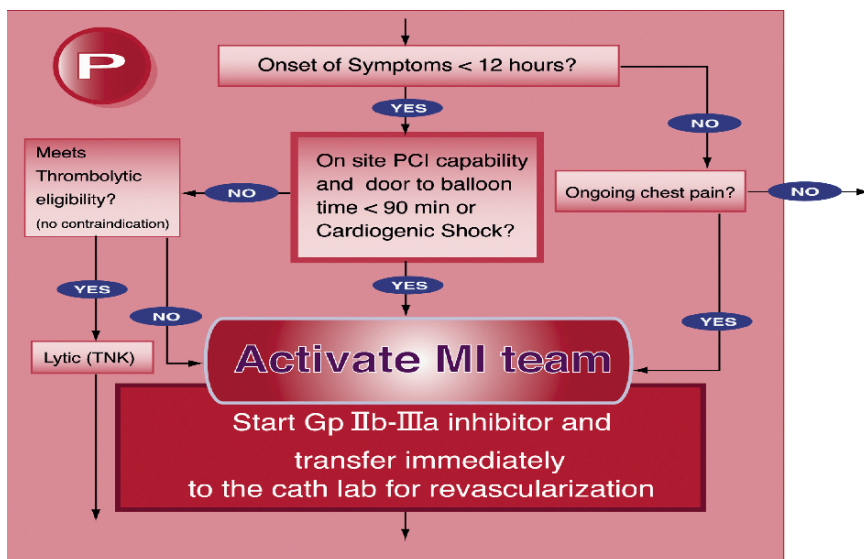 P
Onset of Symptoms < 12 hours?
YES
NO
Meets
Thrombolytic
eligibility?
(no contraindication)
NO
On site PCI capability
and door to balloon
time < 90 min or
Cardiogenic Shock?
Ongoing chest pain?
NO
YES
NO
YES
YES
Lytic (TNK)
Activate MI team
Start Gp IIb-IIIa inhibitor and
transfer immediately
to the cath lab for revascularization